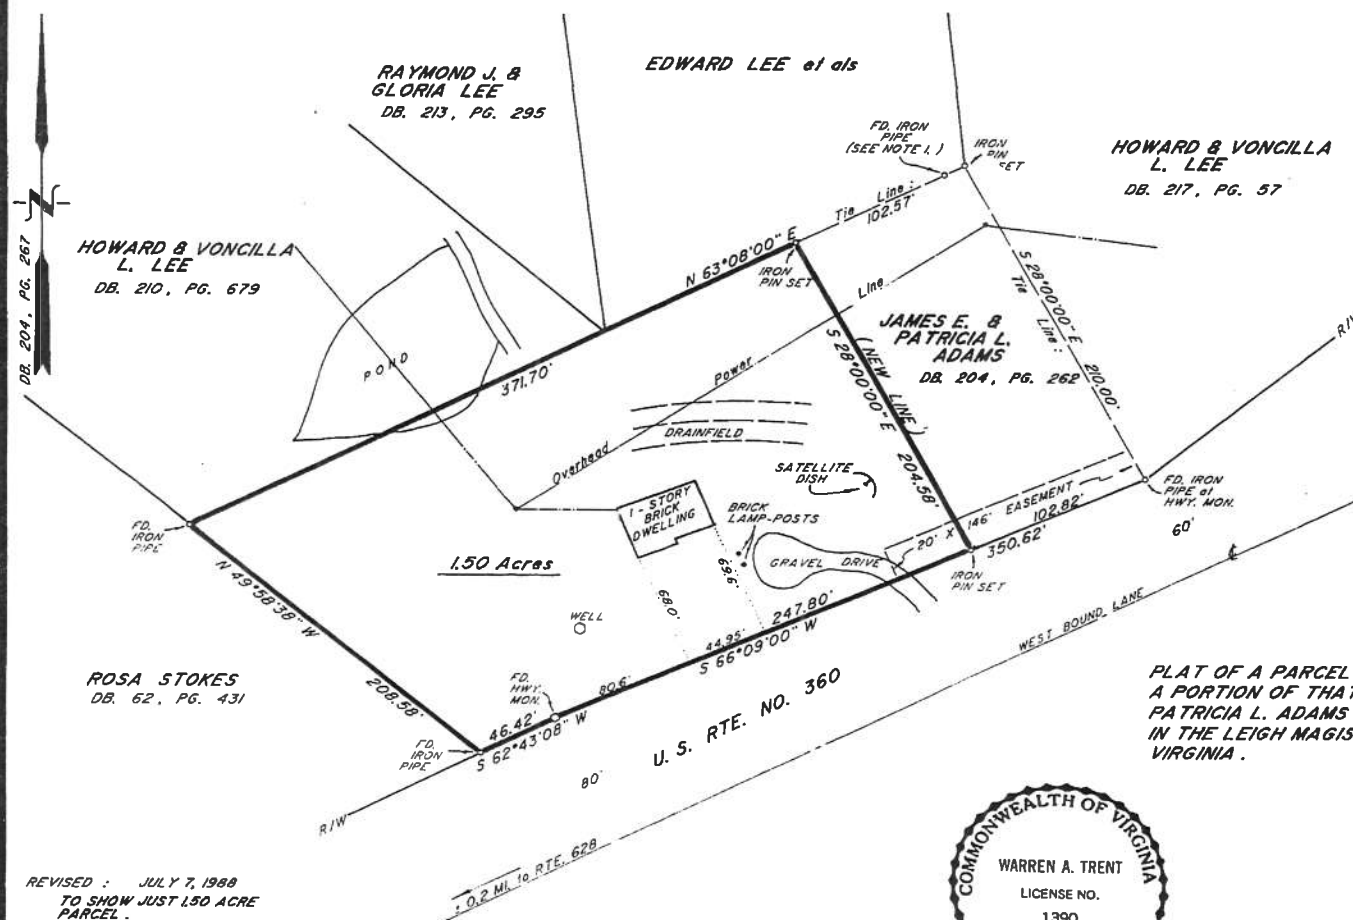 RAYMOND J. &
GLORIA LEE
DB. 213, PG. 295
EDWARD LEE et als
FD. IRON
PIPE
(SEE NOTE 1.)
IRON
PIN
SET
HOWARD & VONCILLA
L. LEE
DB. 217, PG. 57
N
DB. 204, PG. 267
HOWARD & VONCILLA
L. LEE
DB. 210, PG. 679
Tie Line:
102.57'
N 63°08'00" E
371.70'
IRON
PIN SET
POND
JAMES E. &
PATRICIA L.
ADAMS
DB. 204, PG. 262
S 28°00'00" E
Tie Line:
210.00'
R/W
(NEW LINE)
S 28°00'00" E
204.58'
Overhead Power Line
DRAINFIELD
SATELLITE
DISH
1 - STORY
BRICK
DWELLING
BRICK
LAMP-POSTS
GRAVEL DRIVE
20' X 146' EASEMENT
102.82'
350.62'
IRON
PIN SET
FD. IRON
PIPE at
HWY. MON.
60'
℄
FD.
IRON
PIPE
1.50 Acres
68.0'
69.6'
WELL
N 49°58'38" W
208.58'
247.80'
44.95'
S 66°09'00" W
80.6'
FD.
HWY.
MON.
46.42'
S 62°43'08" W
FD.
IRON
PIPE
ROSA STOKES
DB. 62, PG. 431
WEST BOUND LANE
U. S. RTE. NO. 360
80'
R/W
0.2 MI. to RTE. 628
PLAT OF A PARCEL
A PORTION OF THAT
PATRICIA L. ADAMS
IN THE LEIGH MAGIS
VIRGINIA.
COMMONWEALTH OF VIRGINIA
WARREN A. TRENT
LICENSE NO.
1390
REVISED : JULY 7, 1988
TO SHOW JUST 1.50 ACRE
PARCEL.